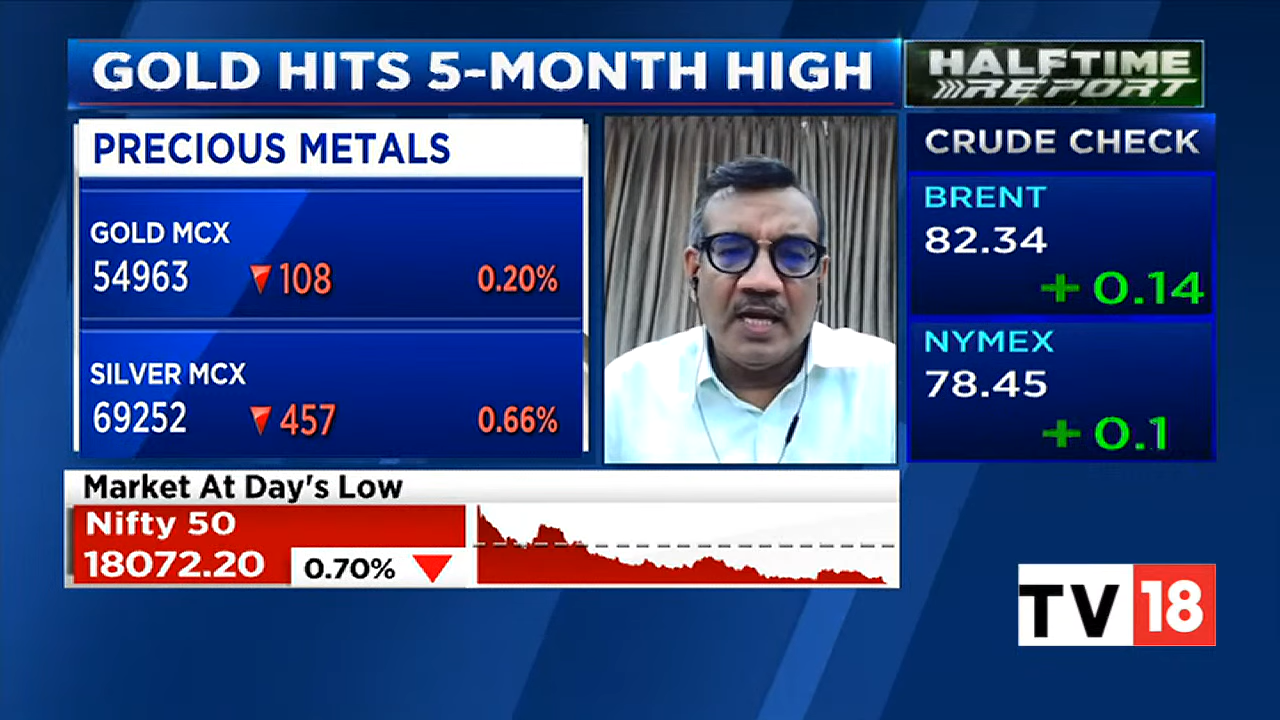 GOLD HITS 5-MONTH HIGH
HALFTIME
REPORT
PRECIOUS METALS
GOLD MCX
54963 ▼108 0.20%
SILVER MCX
69252 ▼457 0.66%
CRUDE CHECK
BRENT
82.34
+ 0.14
NYMEX
78.45
+ 0.1
Market At Day's Low
Nifty 50
18072.20 0.70% ▼
TV18